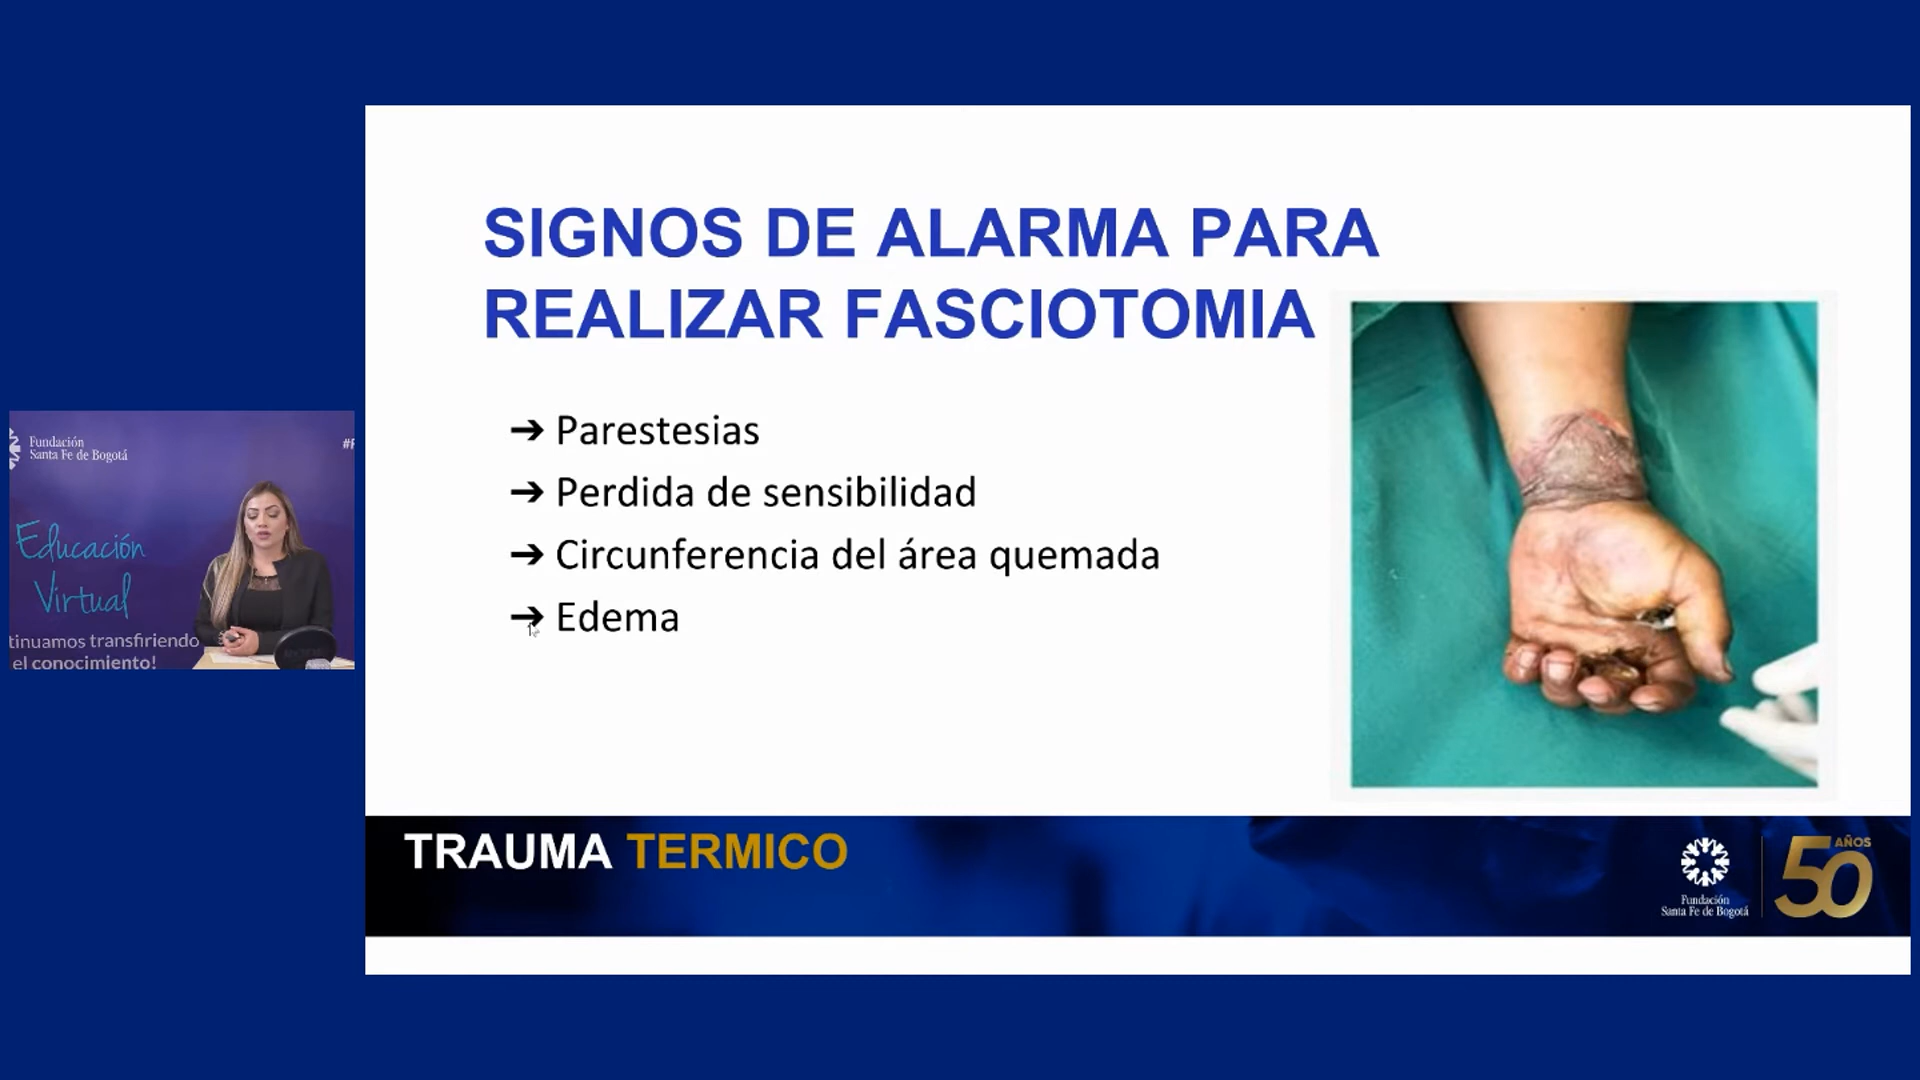 Fundación
Santa Fe de Bogotá
Educación
Virtual
tinuamos transfiriendo
el conocimiento!
SIGNOS DE ALARMA PARA
REALIZAR FASCIOTOMIA
➔ Parestesias
➔ Perdida de sensibilidad
➔ Circunferencia del área quemada
➔ Edema
TRAUMA TERMICO
Fundación
Santa Fe de Bogotá
50 AÑOS